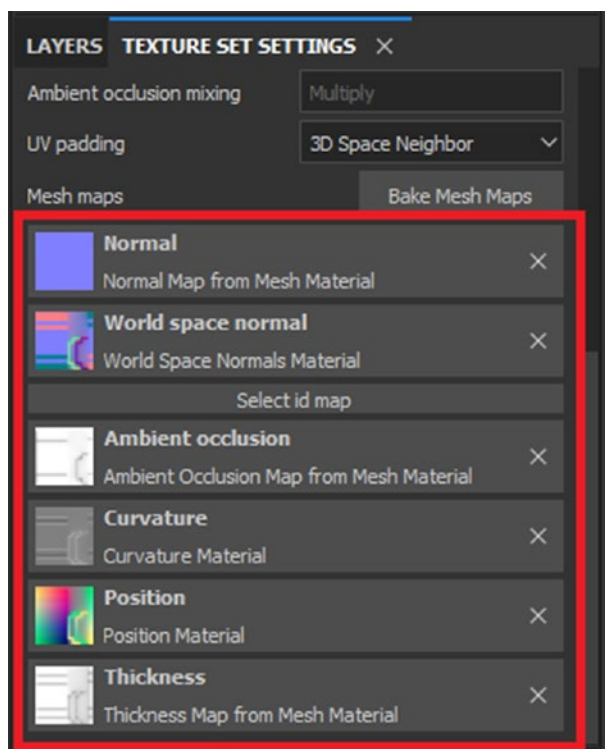 LAYERS TEXTURE SET SETTINGS
Ambient occlusion mixing Multiply
UV padding 3D Space Neighbor
Mesh maps Bake Mesh Maps
Normal
Normal Map from Mesh Material
World space normal
World Space Normals Material
Select id map
Ambient occlusion
Ambient Occlusion Map from Mesh Material
Curvature
Curvature Material
Position
Position Material
Thickness
Thickness Map from Mesh Material